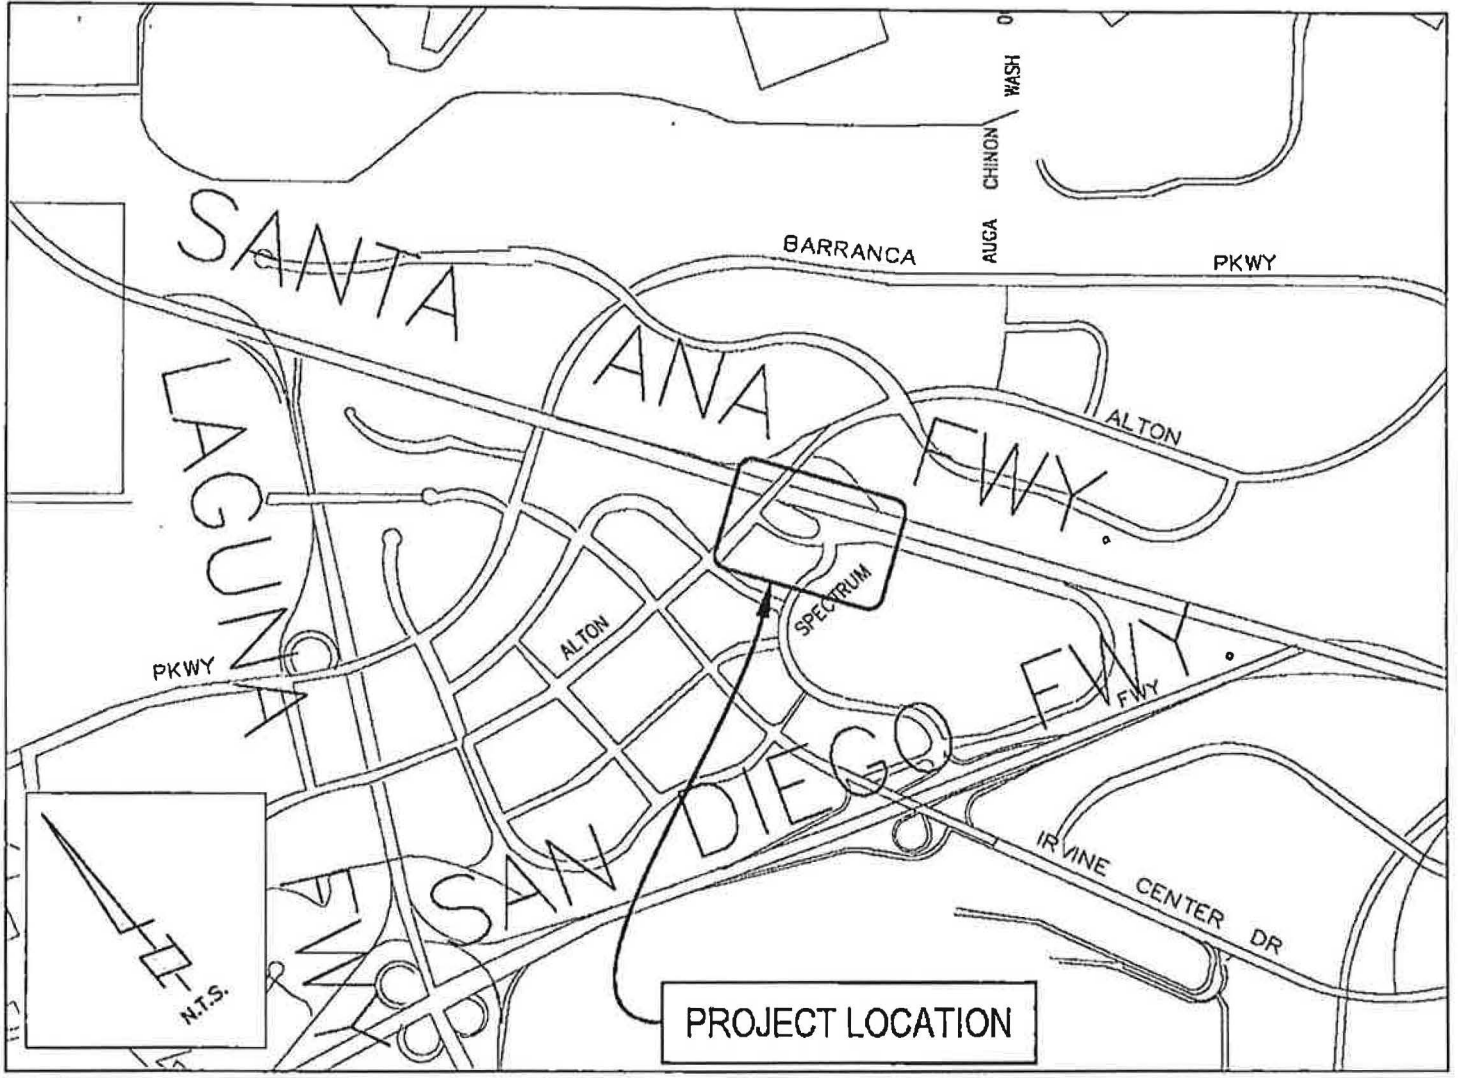 AUGA CHINON WASH
SANTA ANA FWY
BARRANCA PKWY
LAGUNA FWY
ALTON
ALTON
SPECTRUM
PKWY
SAN DIEGO FWY
FWY
IRVINE CENTER DR
N.T.S.
PROJECT LOCATION